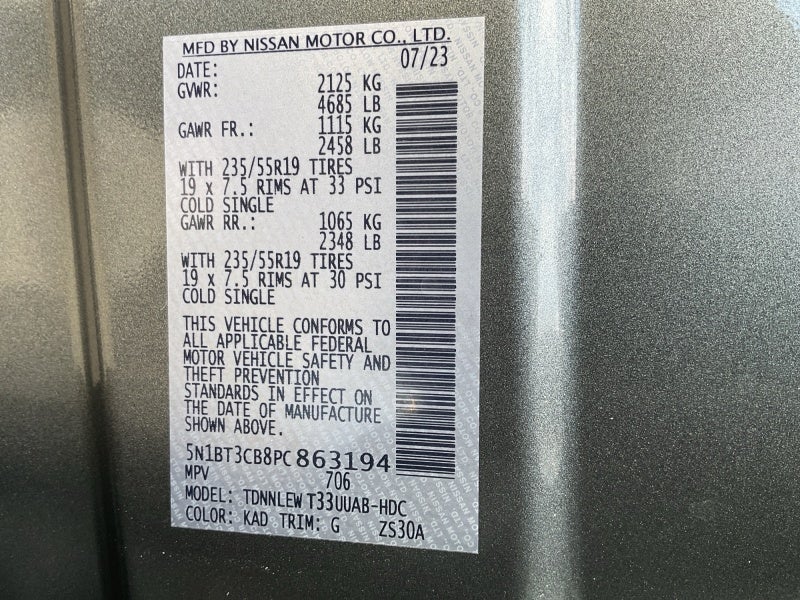 MFD BY NISSAN MOTOR CO., LTD.
DATE: 07/23
GVWR: 2125 KG
4685 LB
GAWR FR.: 1115 KG
2458 LB
WITH 235/55R19 TIRES
19 x 7.5 RIMS AT 33 PSI
COLD SINGLE
GAWR RR.: 1065 KG
2348 LB
WITH 235/55R19 TIRES
19 x 7.5 RIMS AT 30 PSI
COLD SINGLE
THIS VEHICLE CONFORMS TO
ALL APPLICABLE FEDERAL
MOTOR VEHICLE SAFETY AND
THEFT PREVENTION
STANDARDS IN EFFECT ON
THE DATE OF MANUFACTURE
SHOWN ABOVE.
5N1BT3CB8PC863194
MPV 706
MODEL: TDNNLEW T33UUAB-HDC
COLOR: KAD TRIM: G ZS30A